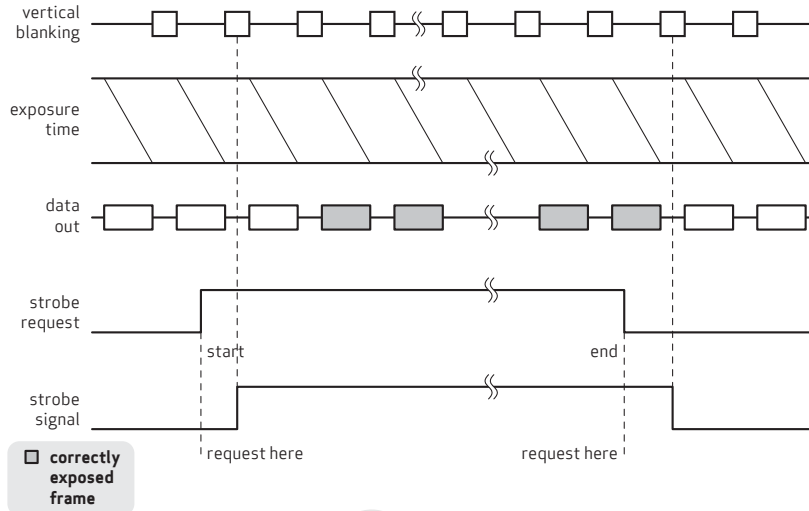 vertical
blanking
exposure
time
data
out
strobe
request
start
end
strobe
signal
request here
request here
correctly
exposed
frame